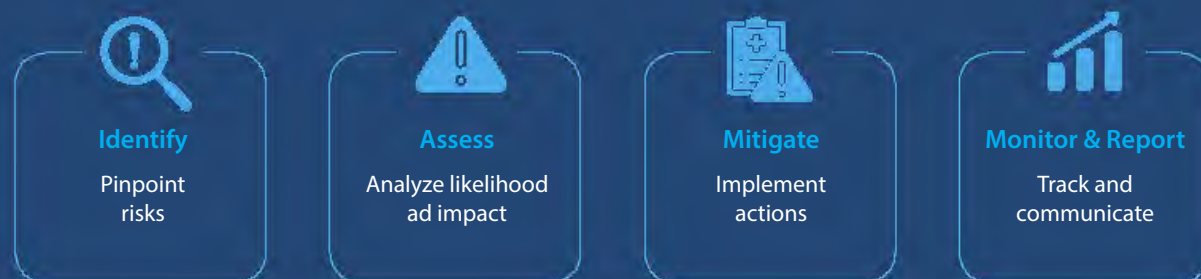 Identify
Pinpoint
risks
Assess
Analyze likelihood
ad impact
Mitigate
Implement
actions
Monitor & Report
Track and
communicate